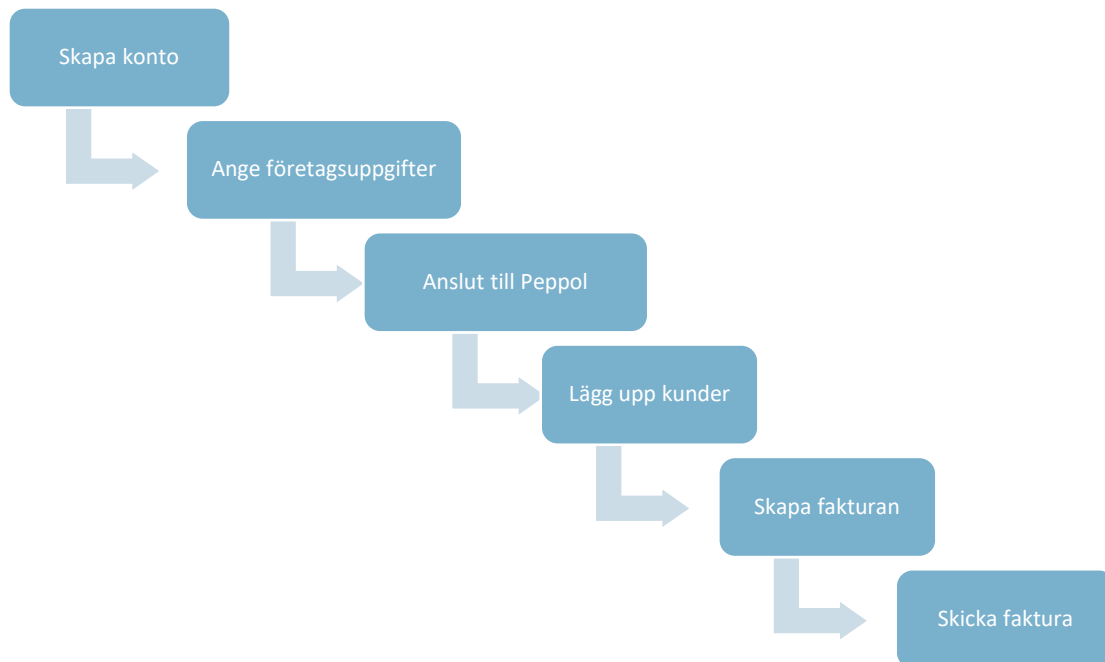 Skapa konto
Ange företagsuppgifter
Anslut till Peppol
Lägg upp kunder
Skapa fakturan
Skicka faktura